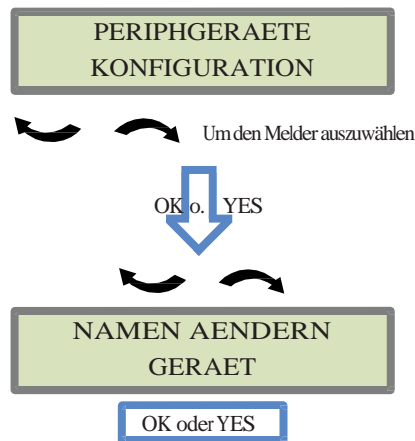 PERIPHGERAETE
KONFIGURATION
Um den Melder auszuwählen
OK o. YES
NAMEN AENDERN
GERAET
OK oder YES